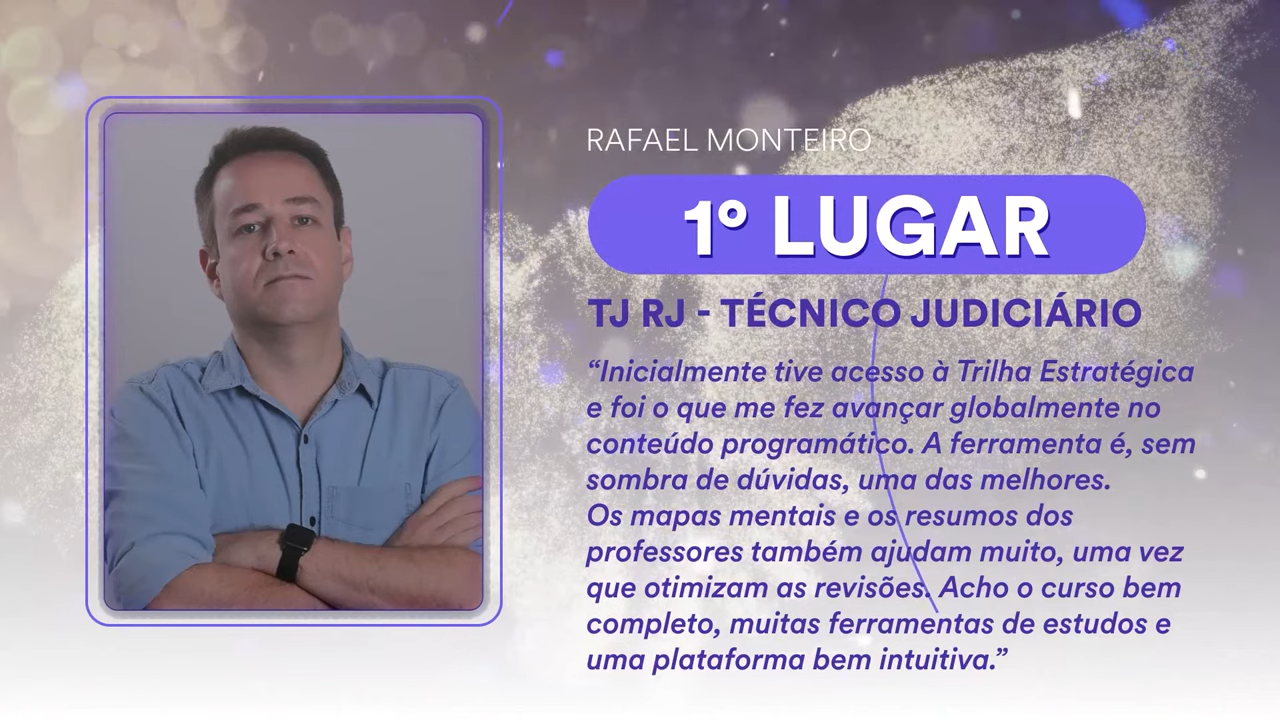 RAFAEL MONTEIRO
1º LUGAR
TJ RJ - TÉCNICO JUDICIÁRIO
“Inicialmente tive acesso à Trilha Estratégica
e foi o que me fez avançar globalmente no
conteúdo programático. A ferramenta é, sem
sombra de dúvidas, uma das melhores.
Os mapas mentais e os resumos dos
professores também ajudam muito, uma vez
que otimizam as revisões. Acho o curso bem
completo, muitas ferramentas de estudos e
uma plataforma bem intuitiva.”